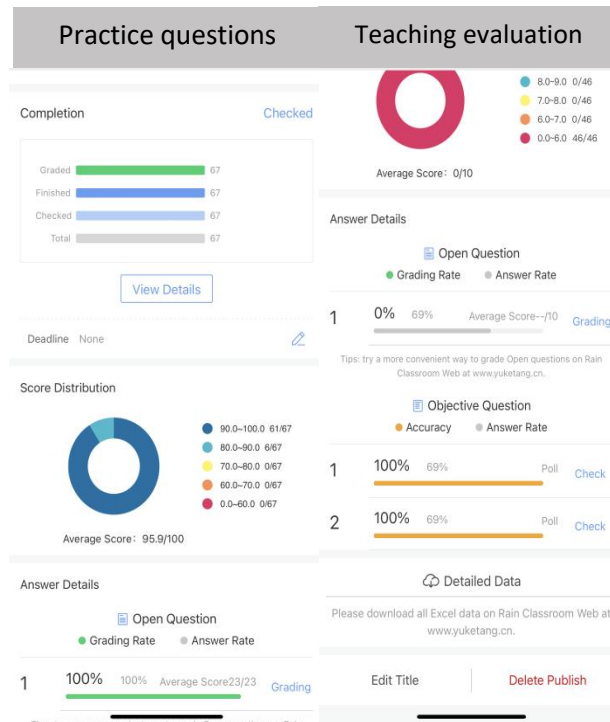 Practice questions
Completion
Checked
Graded 67
Finished 67
Checked 67
Total 67
View Details
Deadline None
Score Distribution
90.0~100.0 61/67
80.0~90.0 6/67
70.0~80.0 0/67
60.0~70.0 0/67
0.0~60.0 0/67
Average Score: 95.9/100
Answer Details
Open Question
Grading Rate Answer Rate
1 100% 100% Average Score23/23 Grading
Teaching evaluation
8.0~9.0 0/46
7.0~8.0 0/46
6.0~7.0 0/46
0.0~6.0 46/46
Average Score: 0/10
Answer Details
Open Question
Grading Rate Answer Rate
1 0% 69% Average Score--/10 Grading
Tips: try a more convenient way to grade Open questions on Rain
Classroom Web at www.yuketang.cn.
Objective Question
Accuracy Answer Rate
1 100% 69% Poll Check
2 100% 69% Poll Check
Detailed Data
Please download all Excel data on Rain Classroom Web at
www.yuketang.cn.
Edit Title
Delete Publish